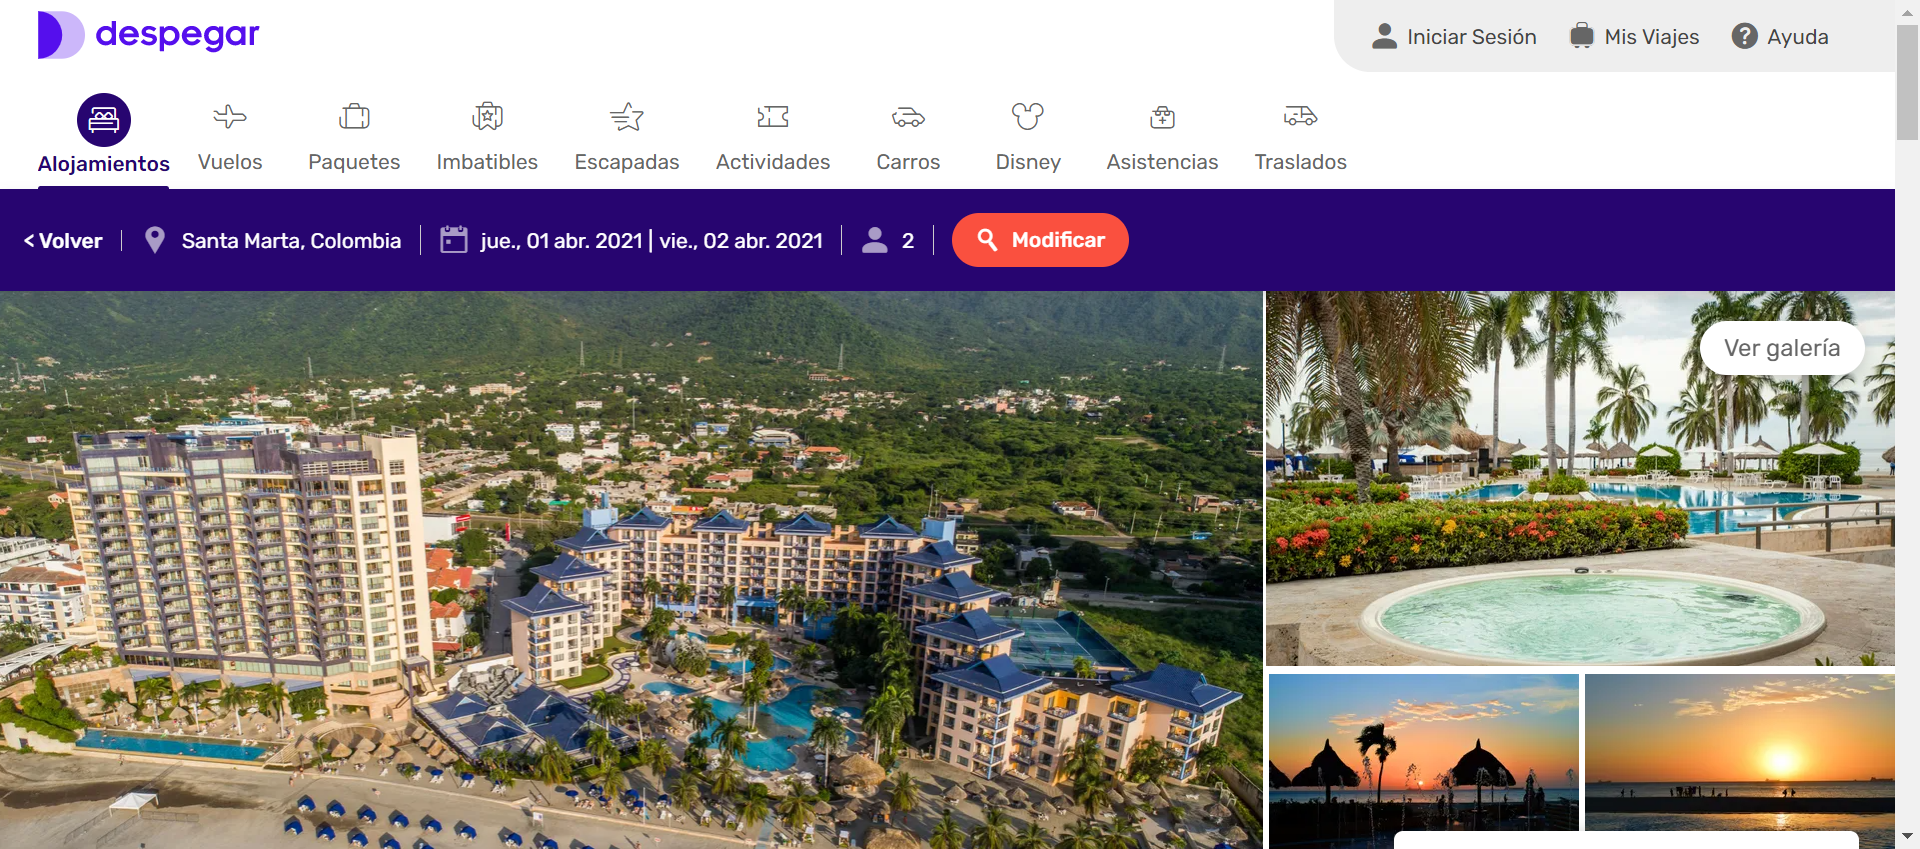 despegar
Iniciar Sesión
Mis Viajes
? Ayuda
Alojamientos
Vuelos
Paquetes
Imbatibles
Escapadas
Actividades
Carros
Disney
Asistencias
Traslados
< Volver
Santa Marta, Colombia
jue., 01 abr. 2021 | vie., 02 abr. 2021
2
Modificar
Ver galería